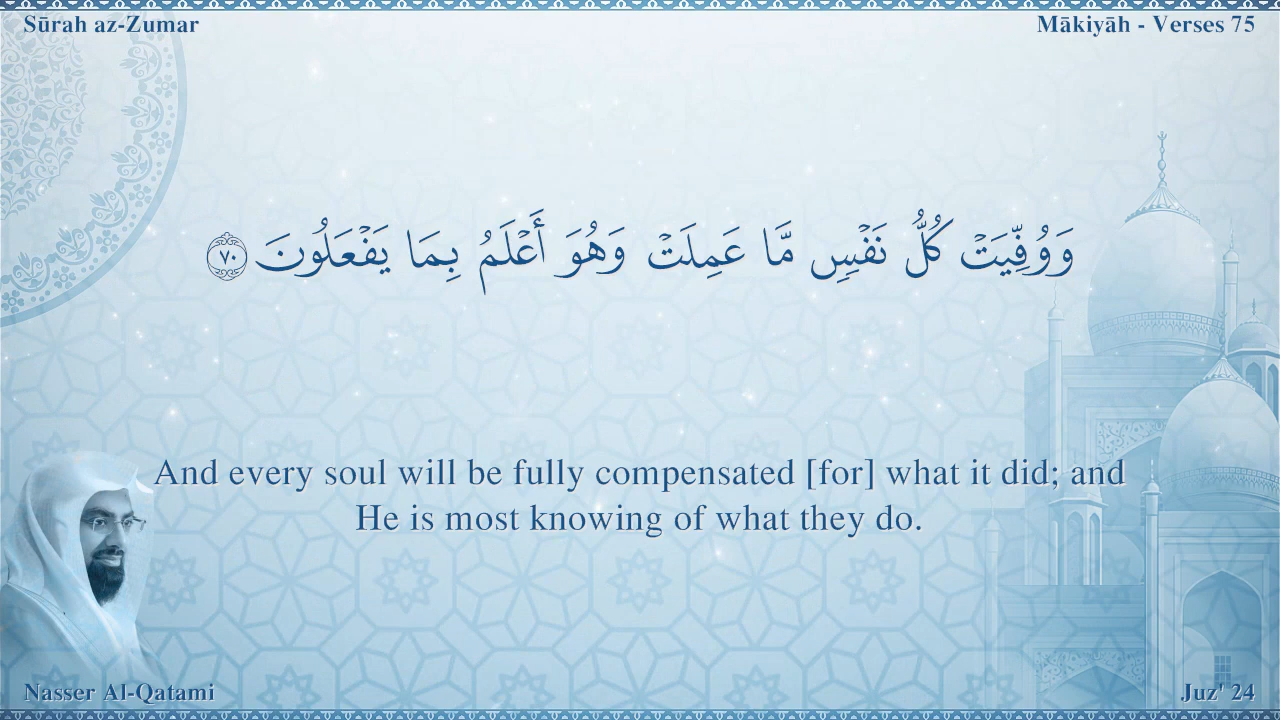 Sūrah az-Zumar
Mākiyāh - Verses 75
وَوُفِّيَتۡ كُلُّ نَفۡسٖ مَّا عَمِلَتۡ وَهُوَ أَعۡلَمُ بِمَا يَفۡعَلُونَ ٧٠
And every soul will be fully compensated [for] what it did; and
He is most knowing of what they do.
Nasser Al-Qatami
Juz' 24